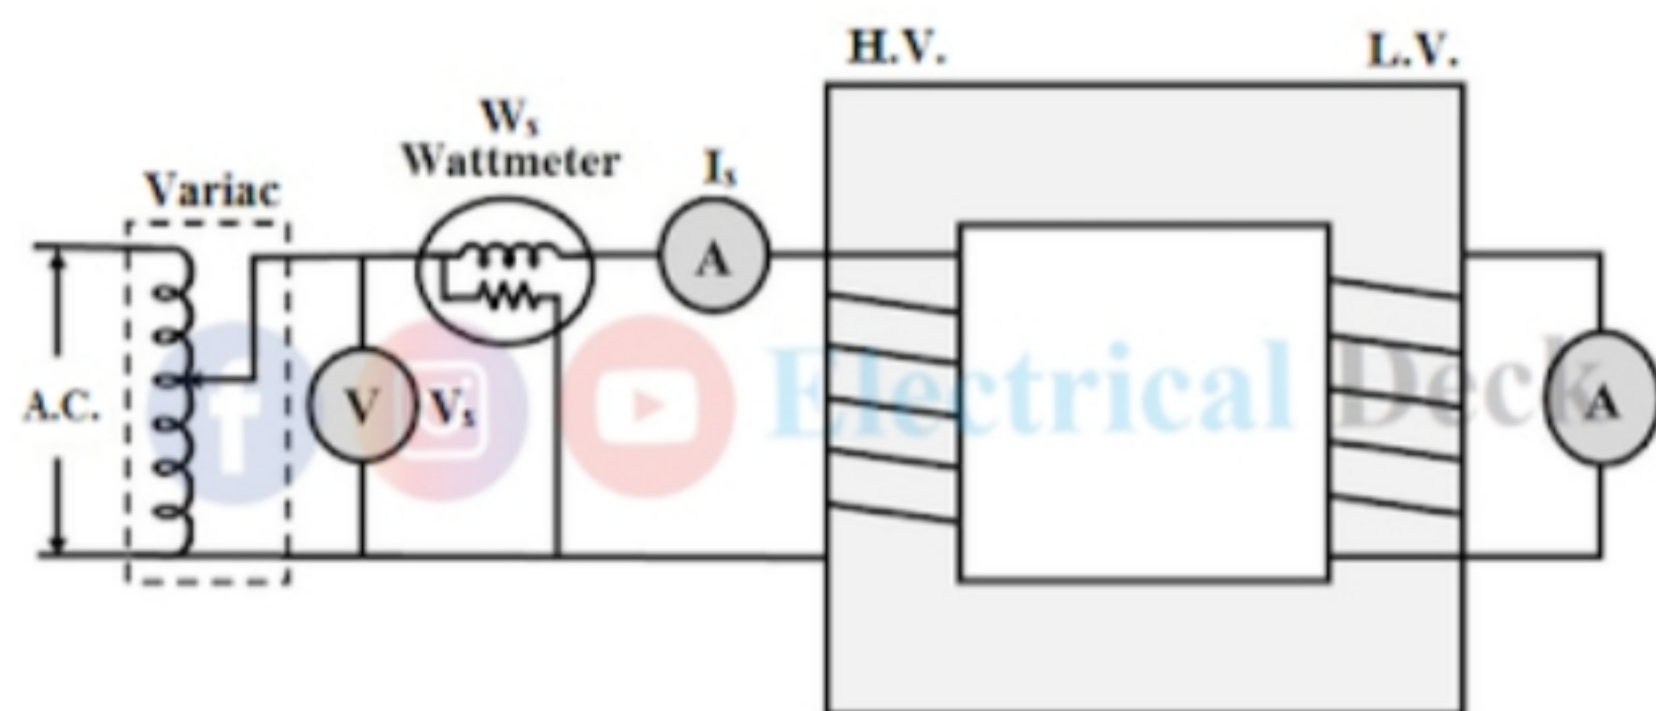 H.V.
L.V.
Wₛ
Wattmeter
Iₛ
Variac
A
A.C.
V
Vₛ
Electrical Deck
A